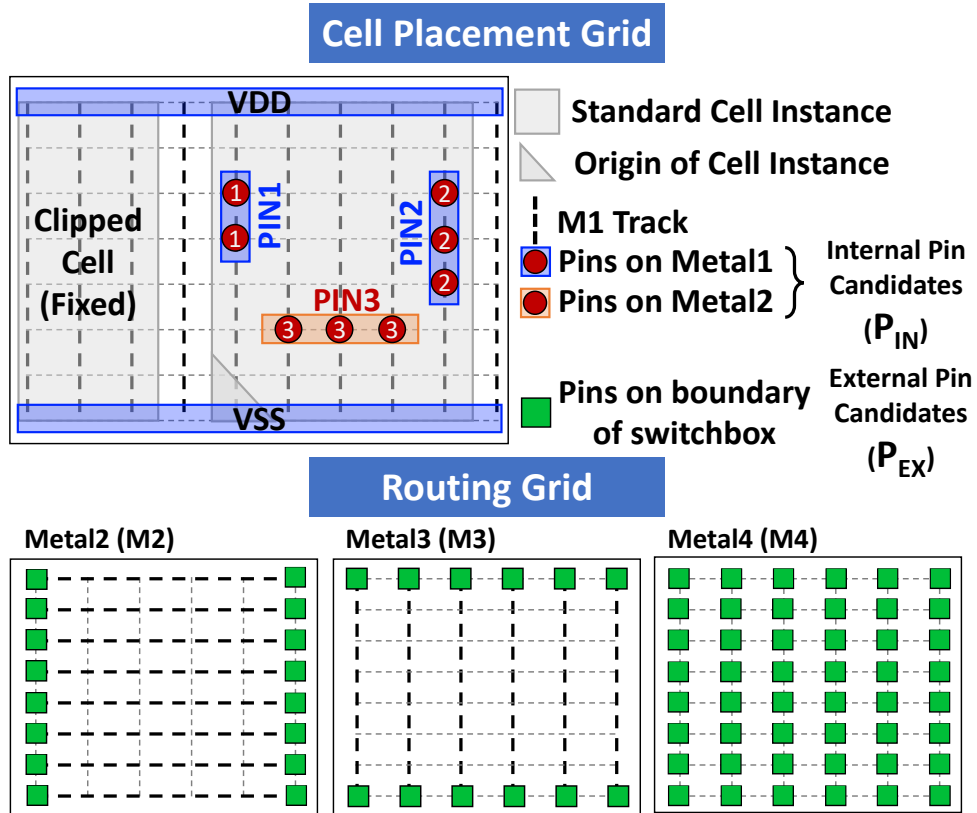 Cell Placement Grid
VDD
Clipped
Cell
(Fixed)
1
1
PIN1
PIN2
2
2
2
PIN3
3 3 3
VSS
Standard Cell Instance
Origin of Cell Instance
M1 Track
Pins on Metal1
Pins on Metal2
Internal Pin
Candidates
(PIN)
Pins on boundary
of switchbox
External Pin
Candidates
(PEX)
Routing Grid
Metal2 (M2)
Metal3 (M3)
Metal4 (M4)